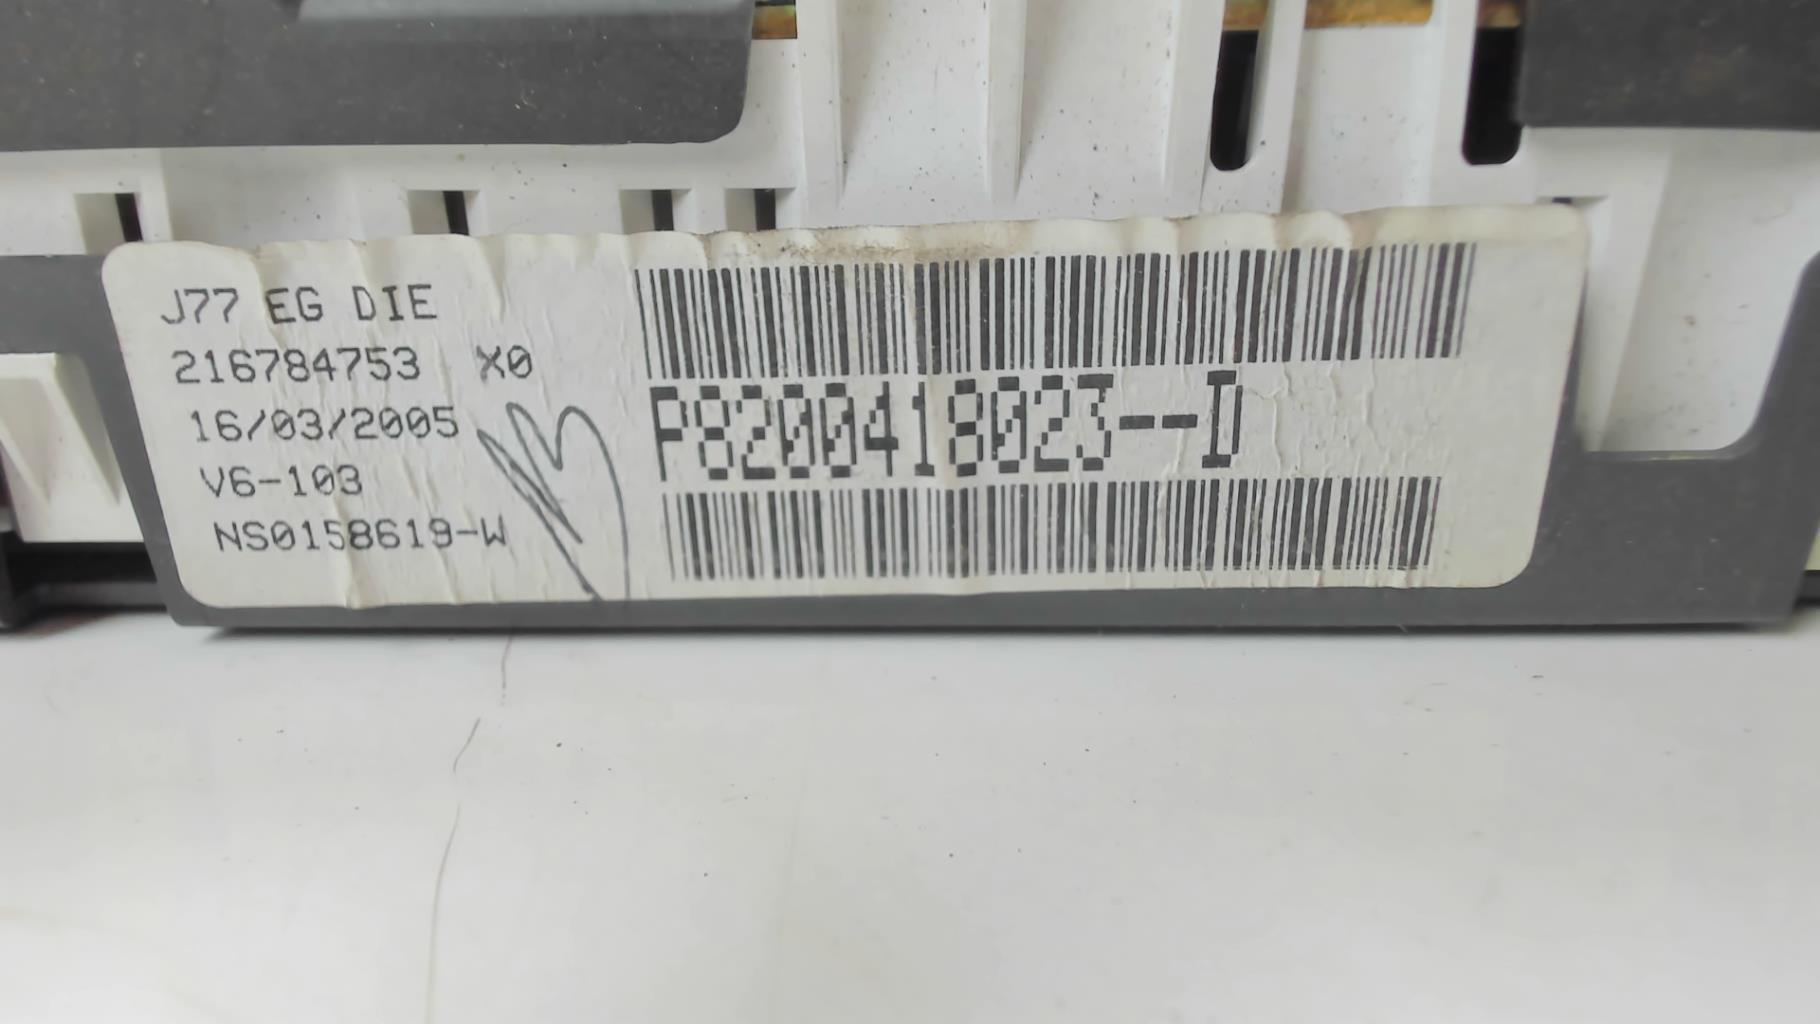 J77 EG DIE
216784753 X0
16/03/2005
V6-103
NS0158619-W
P8200418023--D